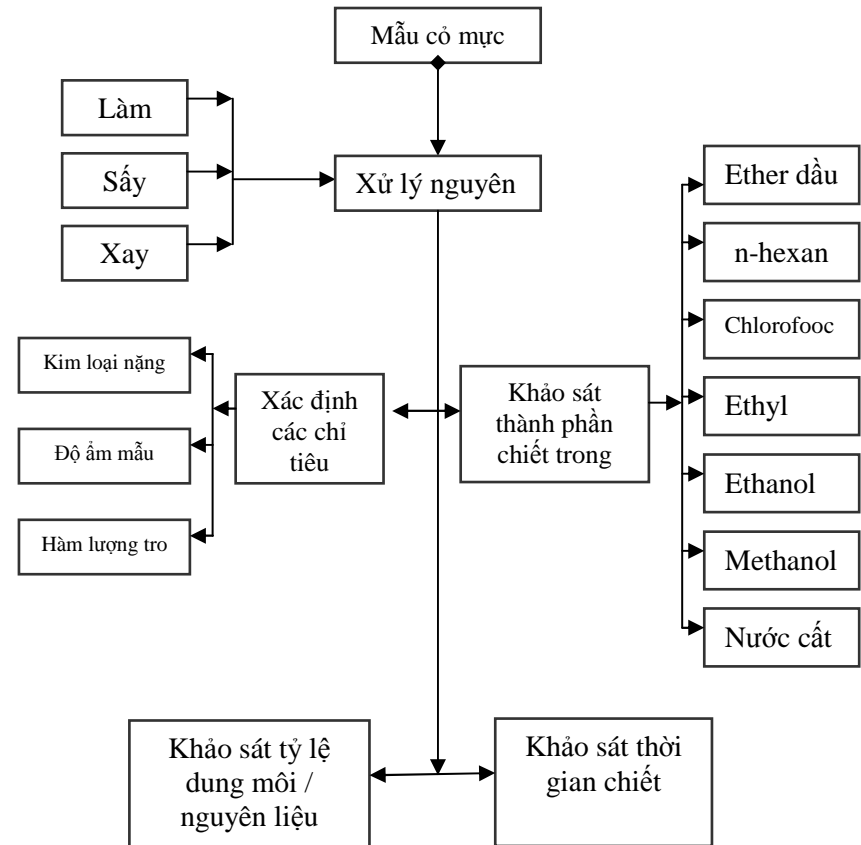 Mẫu cỏ mực
Làm
Sấy
Xay
Xử lý nguyên
Ether dầu
n-hexan
Chlorofooc
Ethyl
Ethanol
Methanol
Nước cất
Kim loại nặng
Độ ẩm mẫu
Hàm lượng tro
Xác định
các chỉ
tiêu
Khảo sát
thành phần
chiết trong
Khảo sát tỷ lệ
dung môi /
nguyên liệu
Khảo sát thời
gian chiết